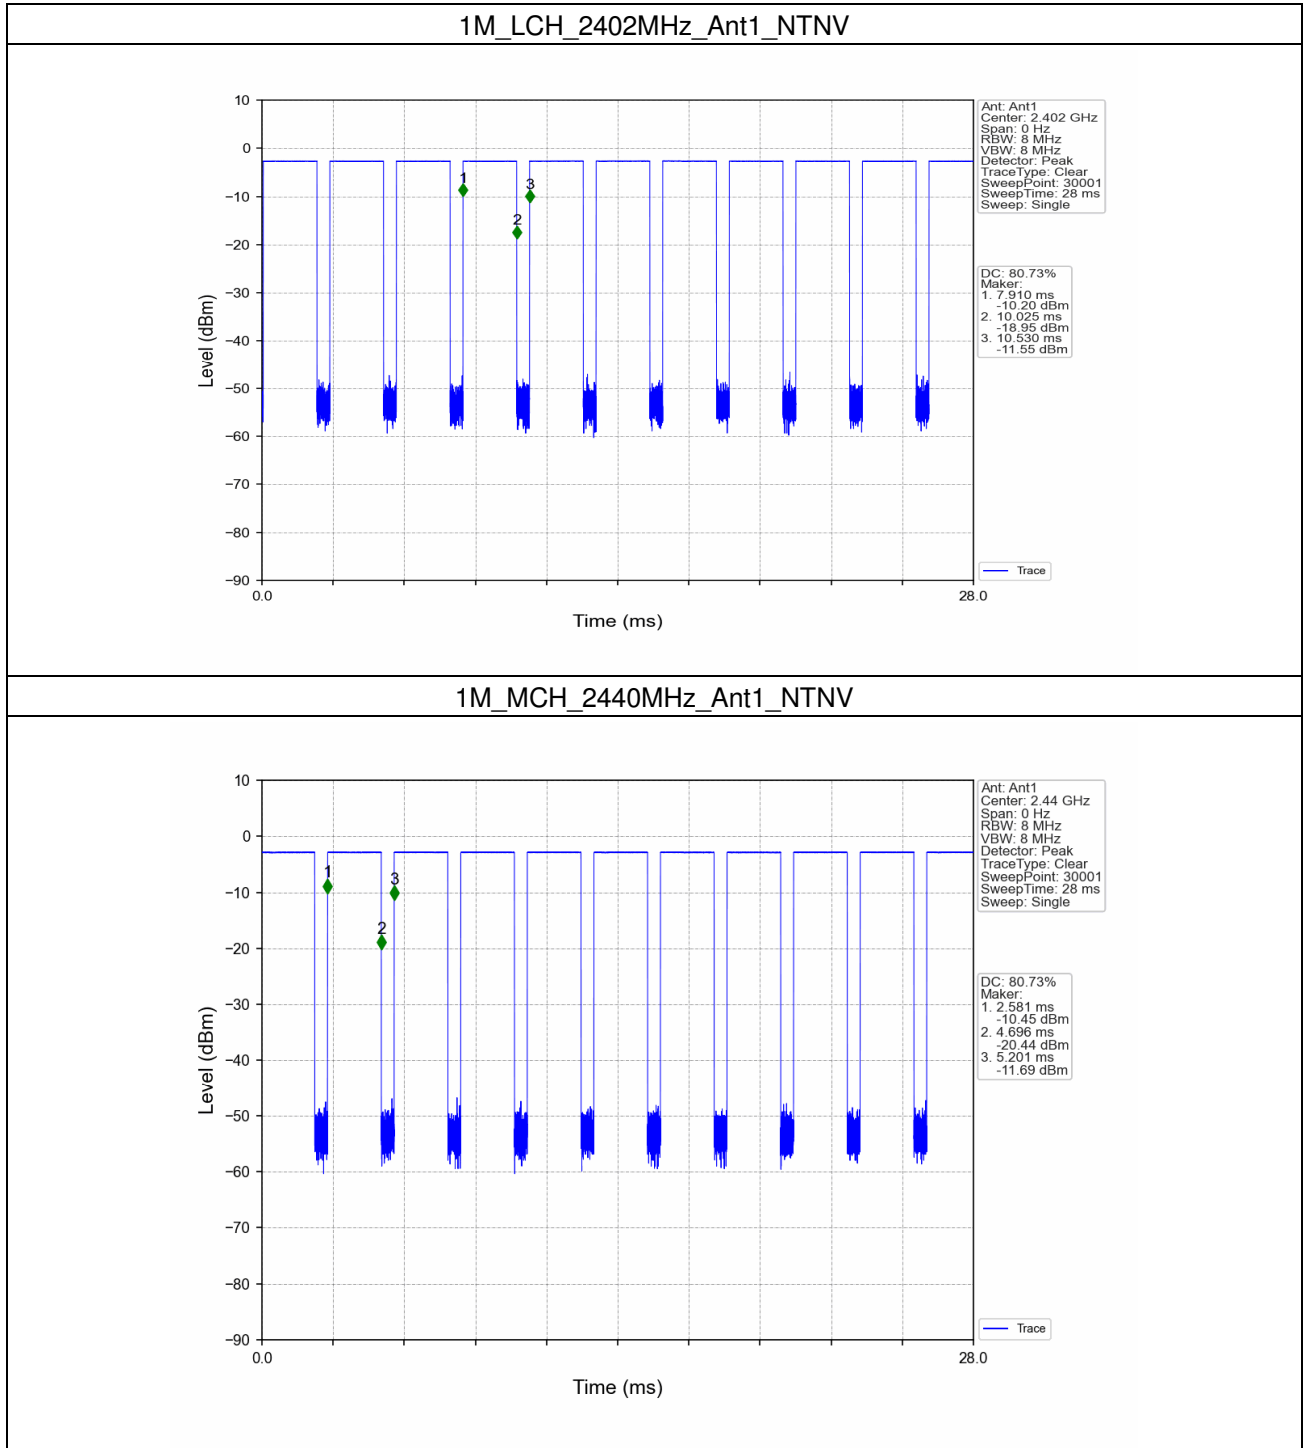 1M_LCH_2402MHz_Ant1_NTNV
10
0
−10
−20
−30
−40
−50
−60
−70
−80
−90
Level (dBm)
0.0
28.0
Time (ms)
1
2
3
Ant: Ant1
Center: 2.402 GHz
Span: 0 Hz
RBW: 8 MHz
VBW: 8 MHz
Detector: Peak
TraceType: Clear
SweepPoint: 30001
SweepTime: 28 ms
Sweep: Single
DC: 80.73%
Maker:
1. 7.910 ms
-10.20 dBm
2. 10.025 ms
-18.95 dBm
3. 10.530 ms
-11.55 dBm
Trace
1M_MCH_2440MHz_Ant1_NTNV
10
0
−10
−20
−30
−40
−50
−60
−70
−80
−90
Level (dBm)
0.0
28.0
Time (ms)
1
2
3
Ant: Ant1
Center: 2.44 GHz
Span: 0 Hz
RBW: 8 MHz
VBW: 8 MHz
Detector: Peak
TraceType: Clear
SweepPoint: 30001
SweepTime: 28 ms
Sweep: Single
DC: 80.73%
Maker:
1. 2.581 ms
-10.45 dBm
2. 4.696 ms
-20.44 dBm
3. 5.201 ms
-11.69 dBm
Trace